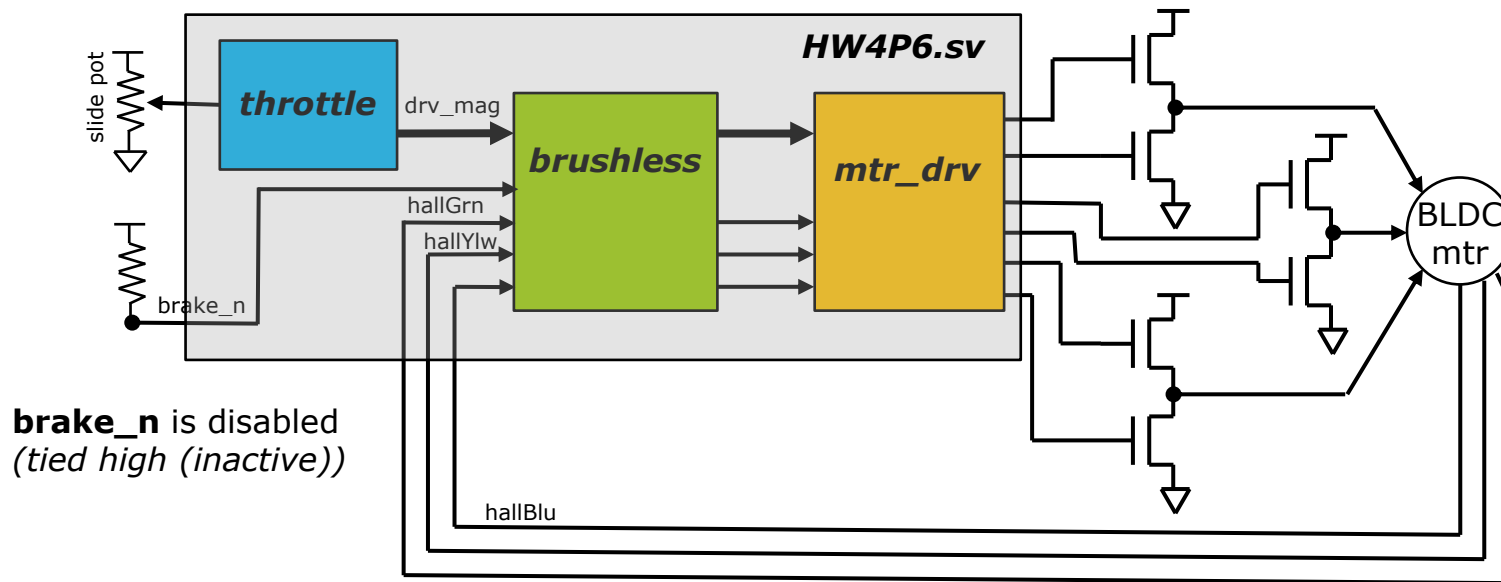 HW4P6.sv
slide pot
throttle
drv_mag
brushless
mtr_drv
hallGrn
hallYlw
brake_n
BLDC
mtr
brake_n is disabled
(tied high (inactive))
hallBlu